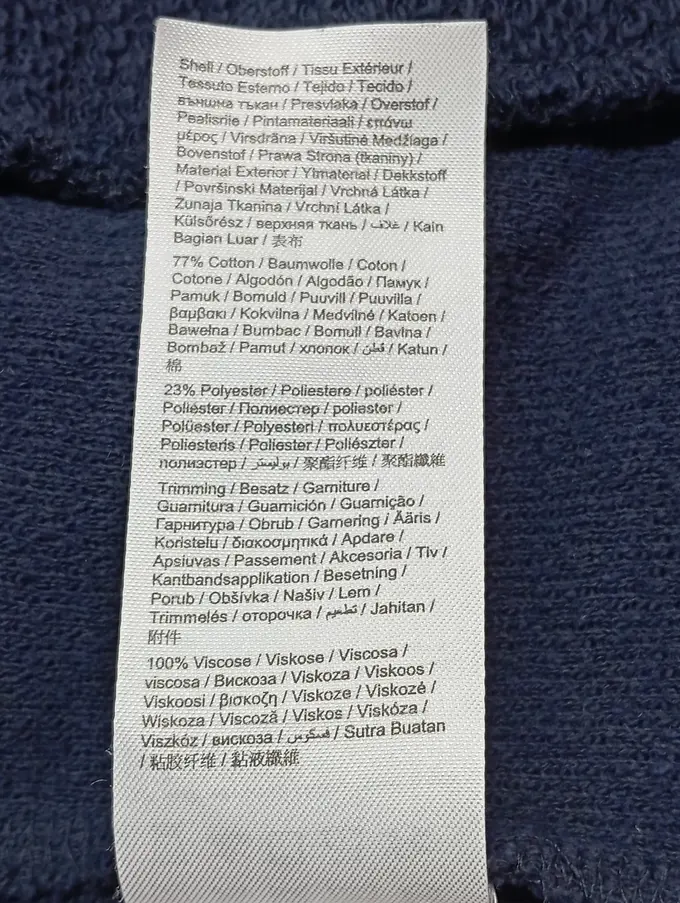 Shell / Oberstoff / Tissu Extérieur /
Tessuto Esterno / Tejido / Tecido /
външна тъкан / Presvlaka / Overstof /
Pealisriie / Pintamateriaali / επάνω
μέρος / Virsdrāna / Viršutinė Medžiaga /
Bovenstof / Prawa Strona (tkaniny) /
Material Exterior / Ytmaterial / Dekkstoff
/ Površinski Materijal / Vrchná Látka /
Zunaja Tkanina / Vrchní Látka /
Külsőrész / верхняя ткань / غلاف / Kain
Bagian Luar / 表布
77% Cotton / Baumwolle / Coton /
Cotone / Algodón / Algodão / Памук /
Pamuk / Bomuld / Puuvill / Puuvilla /
βαμβακι / Kokvilna / Medvilnė / Katoen /
Bawełna / Bumbac / Bomull / Bavlna /
Bombaž / Pamut / хлопок / قطن / Katun /
棉
23% Polyester / Poliestere / poliéster /
Poliéster / Полиестер / poliester /
Polüester / Polyesteri / πολυεστέρας /
Poliesteris / Poliester / Poliészter /
полиэстер / بوليستر / 聚酯纤维 / 聚酯纖維
Trimming / Besatz / Garniture /
Guarnitura / Guarnición / Guarnição /
Гарнитура / Obrub / Garnering / Ääris /
Koristelu / διακοσμητικά / Apdare /
Apsiuvas / Passement / Akcesoria / Tiv /
Kantbandsapplikation / Besetning /
Porub / Obšívka / Našiv / Lem /
Trimmelés / оторочка / تطعيم / Jahitan /
附件
100% Viscose / Viskose / Viscosa /
viscosa / Вискоза / Viskoza / Viskoos /
Viskoosi / βισκοζη / Viskoze / Viskozė /
Wiskoza / Viscoză / Viskos / Viskóza /
Viszkóz / вискоза / فسكوس / Sutra Buatan
/ 粘胶纤维 / 黏液纖維